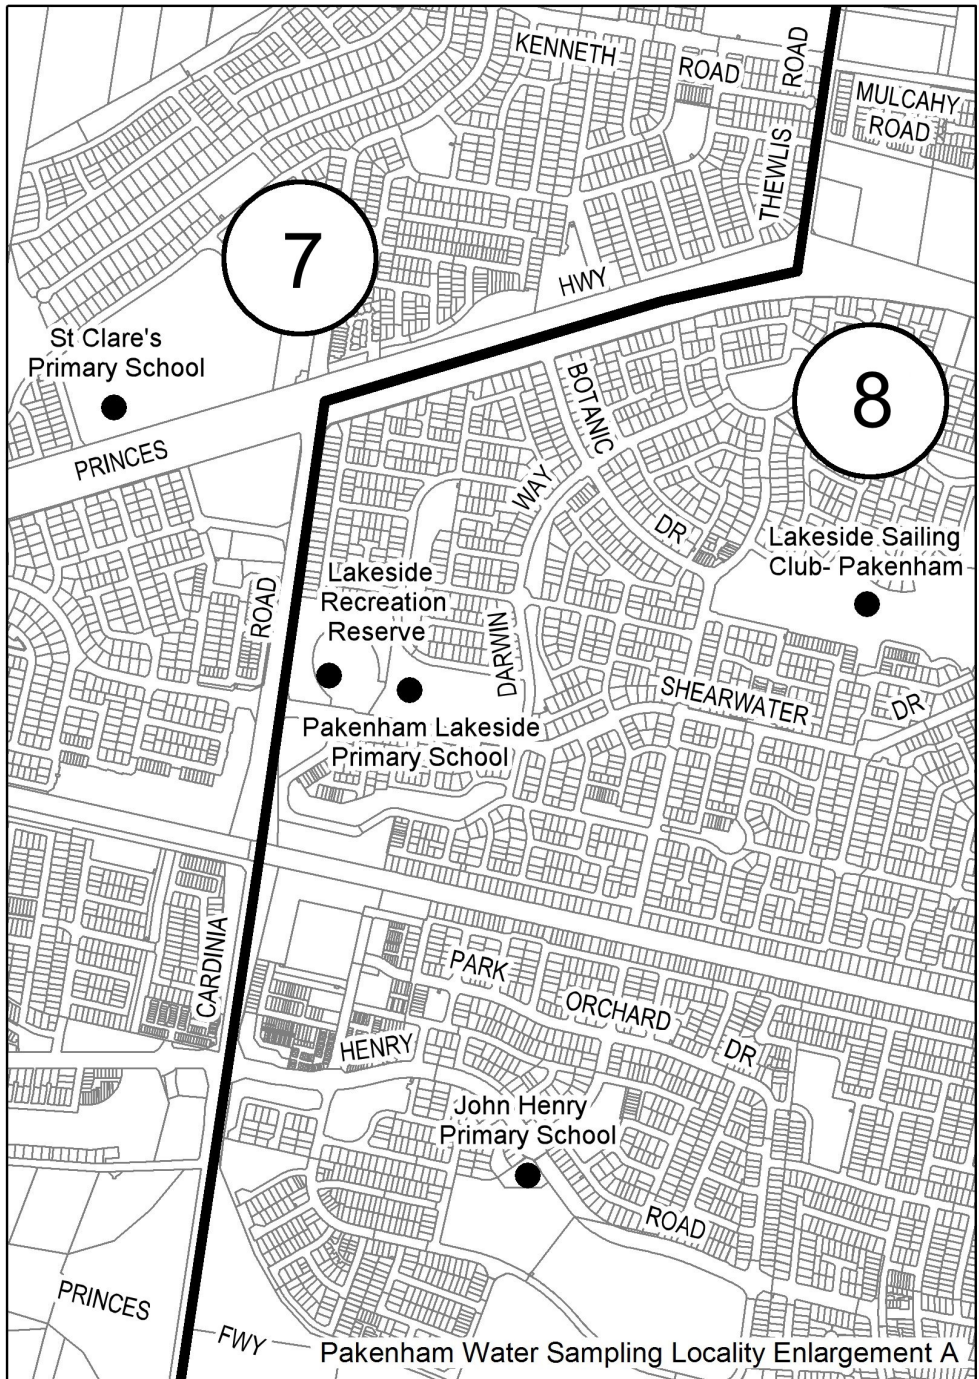 KENNETH
ROAD
ROAD
MULCAHY
ROAD
THEWLIS
7
HWY
St Clare's
Primary School
8
BOTANIC
PRINCES
WAY
DR
Lakeside Sailing
Club- Pakenham
Lakeside
Recreation
Reserve
ROAD
DARWIN
SHEARWATER
DR
Pakenham Lakeside
Primary School
CARDINIA
PARK
ORCHARD
HENRY
DR
John Henry
Primary School
ROAD
PRINCES
FWY
Pakenham Water Sampling Locality Enlargement A